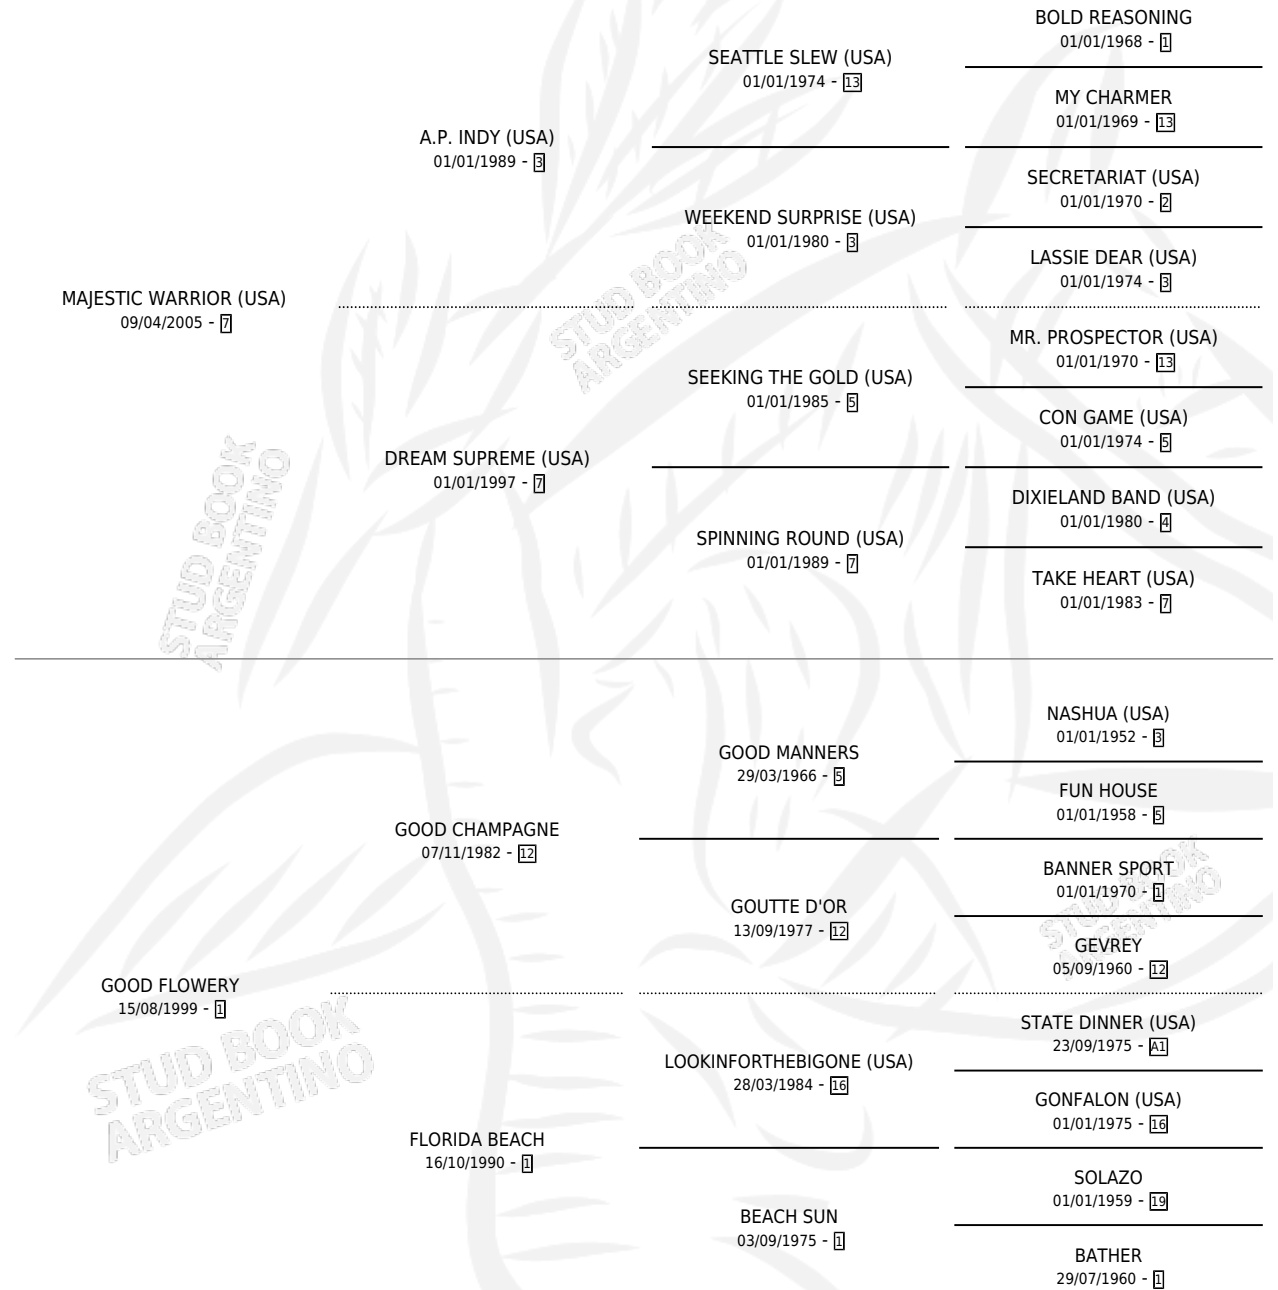 BOLD REASONING
01/01/1968 - 1
SEATTLE SLEW (USA)
01/01/1974 - 13
MY CHARMER
01/01/1969 - 13
A.P. INDY (USA)
01/01/1989 - 3
SECRETARIAT (USA)
01/01/1970 - 2
WEEKEND SURPRISE (USA)
01/01/1980 - 3
LASSIE DEAR (USA)
01/01/1974 - 3
MAJESTIC WARRIOR (USA)
09/04/2005 - 7
MR. PROSPECTOR (USA)
01/01/1970 - 13
SEEKING THE GOLD (USA)
01/01/1985 - 5
CON GAME (USA)
01/01/1974 - 5
DREAM SUPREME (USA)
01/01/1997 - 7
DIXIELAND BAND (USA)
01/01/1980 - 4
SPINNING ROUND (USA)
01/01/1989 - 7
TAKE HEART (USA)
01/01/1983 - 7
NASHUA (USA)
01/01/1952 - 3
GOOD MANNERS
29/03/1966 - 5
FUN HOUSE
01/01/1958 - 5
GOOD CHAMPAGNE
07/11/1982 - 12
BANNER SPORT
01/01/1970 - 1
GOUTTE D'OR
13/09/1977 - 12
GEVREY
05/09/1960 - 12
GOOD FLOWERY
15/08/1999 - 1
STATE DINNER (USA)
23/09/1975 - A1
LOOKINFORTHEBIGONE (USA)
28/03/1984 - 16
GONFALON (USA)
01/01/1975 - 16
FLORIDA BEACH
16/10/1990 - 1
SOLAZO
01/01/1959 - 19
BEACH SUN
03/09/1975 - 1
BATHER
29/07/1960 - 1
STUD BOOK
ARGENTINO
STUD BOOK
ARGENTINO
STUD BOOK
ARGENTINO
STUD BOOK
ARGENTINO